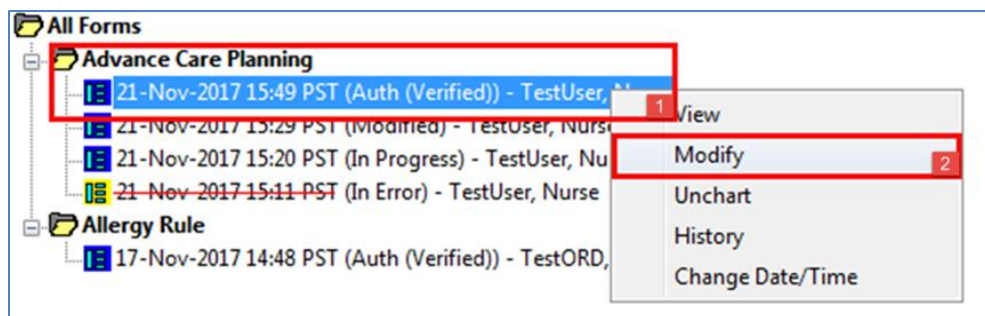 All Forms
Advance Care Planning
21-Nov-2017 15:49 PST (Auth (Verified)) - TestUser,
1 View
21-Nov-2017 15:29 PST (Modified) - TestUser, Nurse
21-Nov-2017 15:20 PST (In Progress) - TestUser, Nu
Modify 2
21-Nov-2017 15:11 PST (In Error) - TestUser, Nurse
Unchart
Allergy Rule
History
17-Nov-2017 14:48 PST (Auth (Verified)) - TestORD,
Change Date/Time